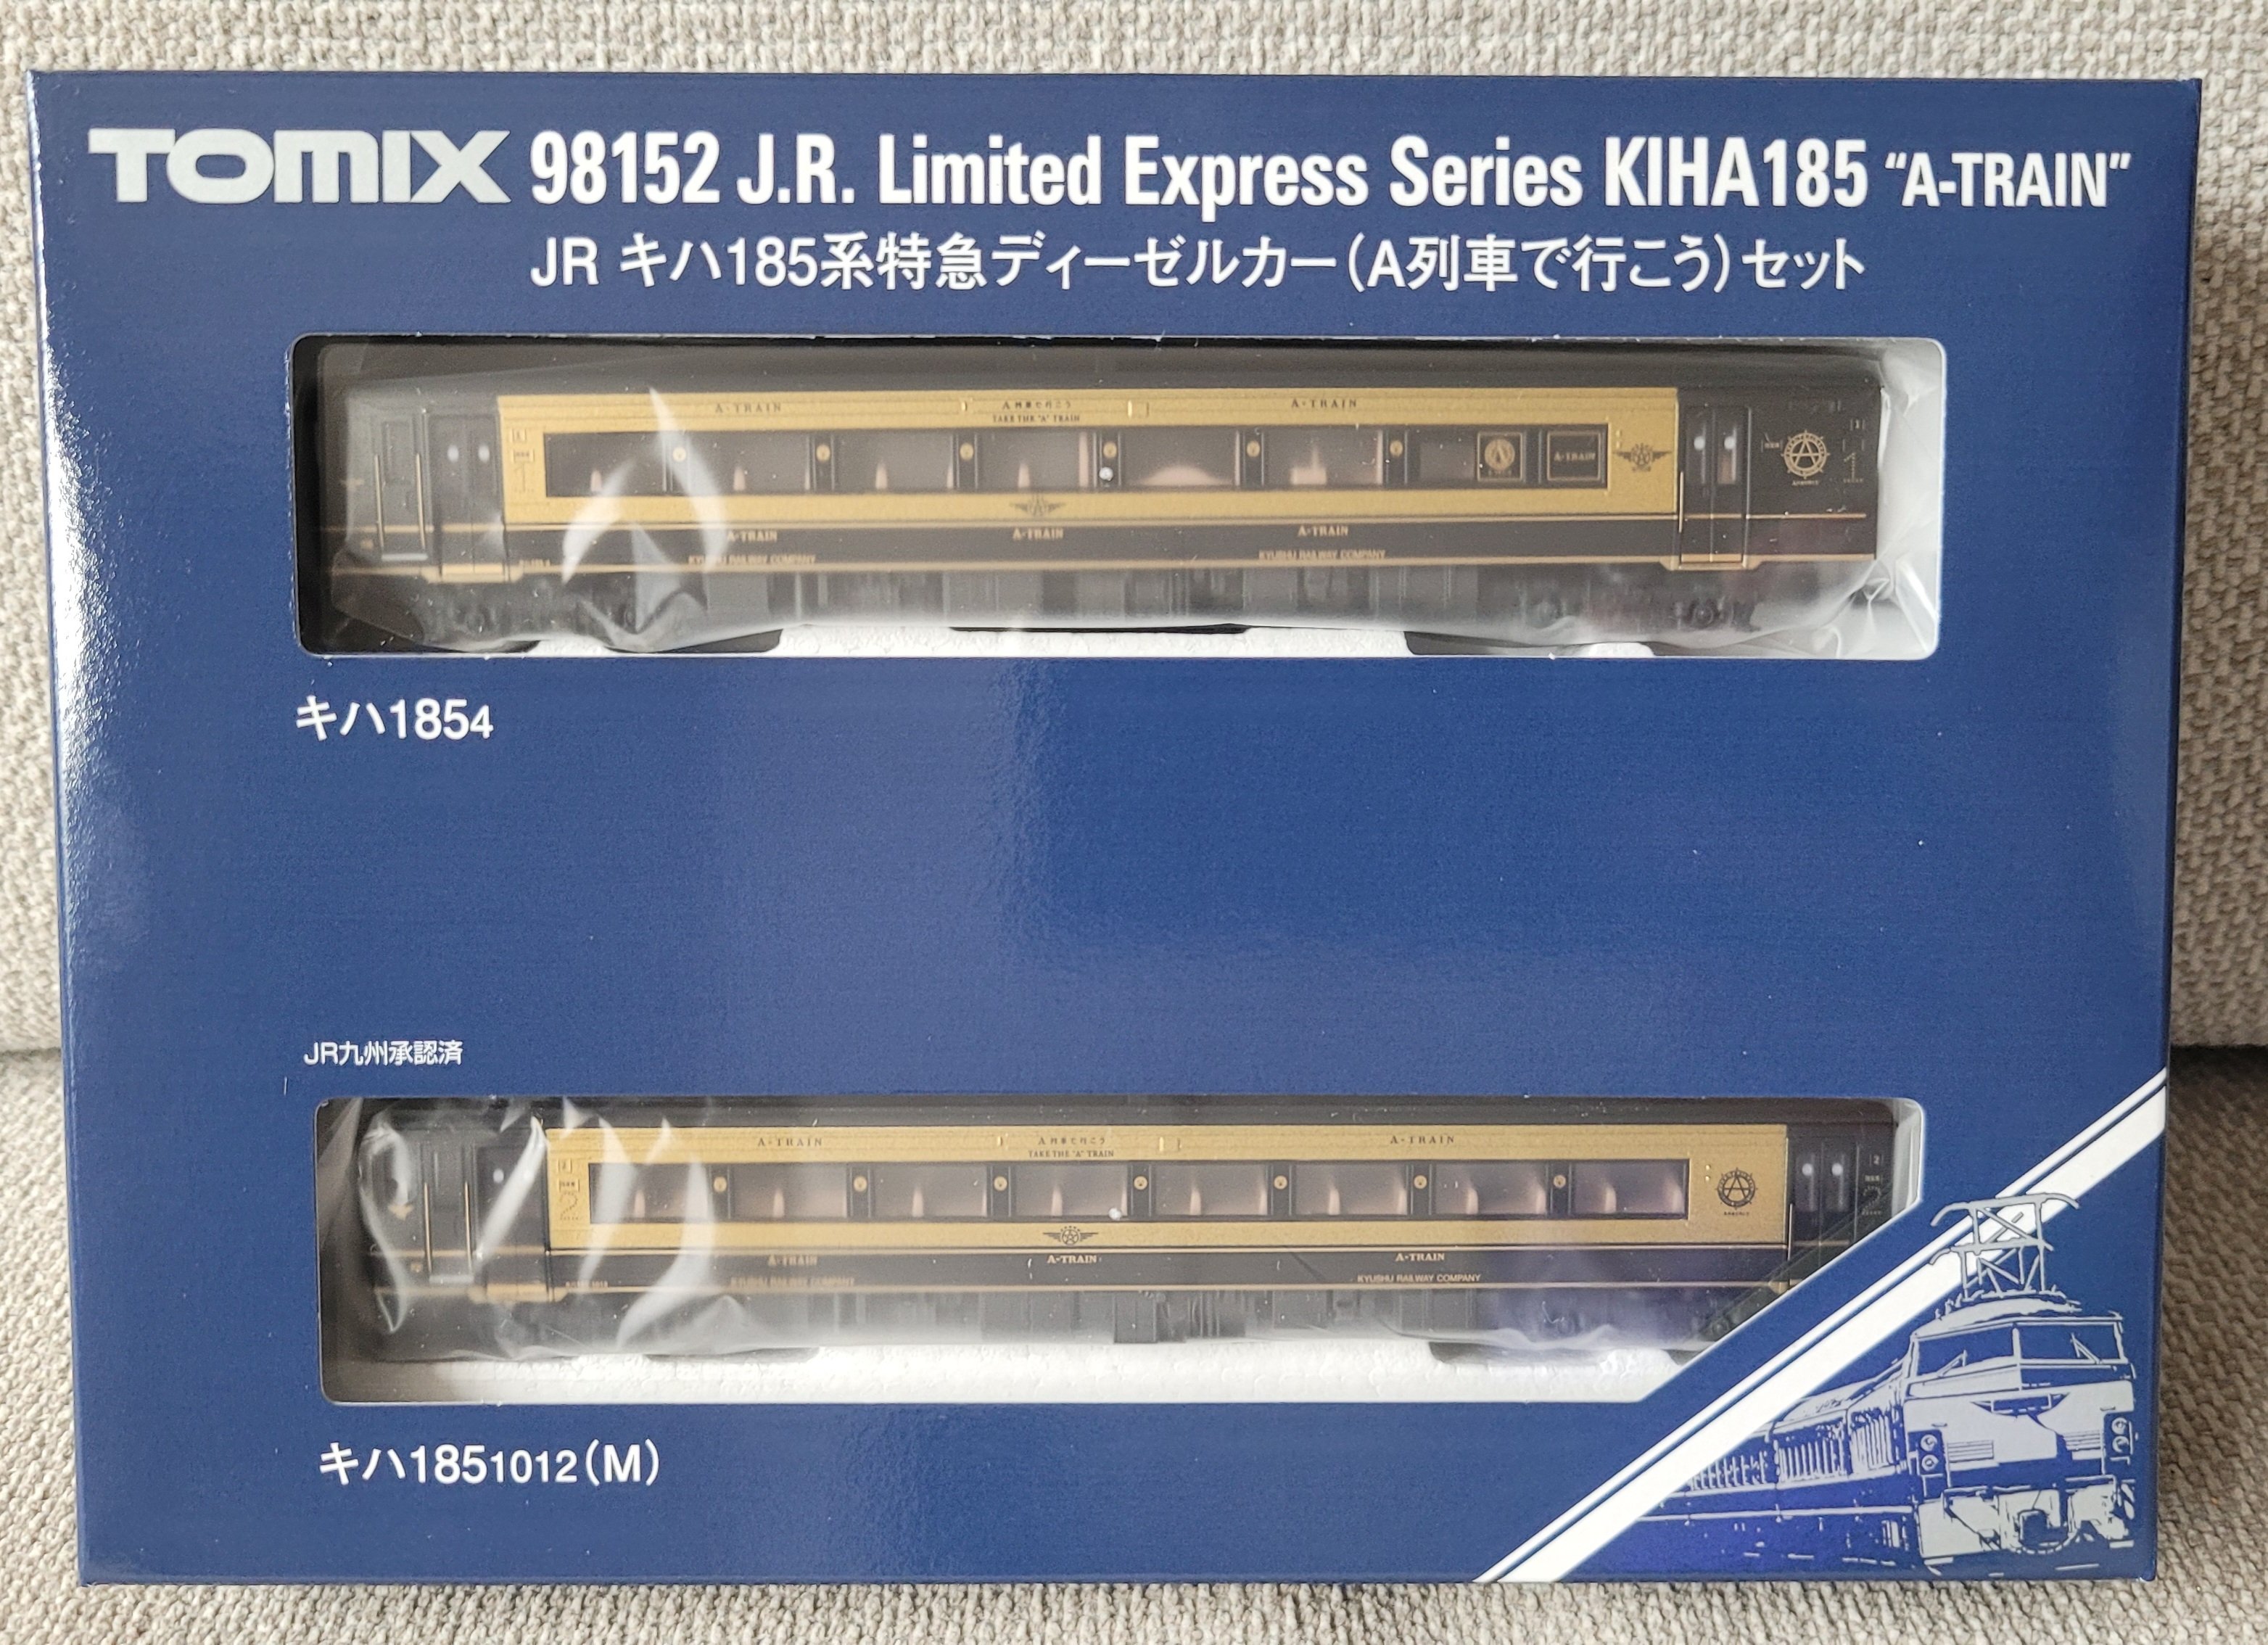 TOMIX 98152 J.R. Limited Express Series KIHA185 “A-TRAIN”
JR キハ185系特急ディーゼルカー(A列車で行こう)セット
A-TRAIN A列車で行こう A-TRAIN
TAKE THE "A" TRAIN
A-TRAIN
A-TRAIN A-TRAIN A-TRAIN
KYUSHU RAILWAY COMPANY KYUSHU RAILWAY COMPANY
キハ1854
JR九州承認済
A-TRAIN A列車で行こう A-TRAIN
TAKE THE "A" TRAIN
A-TRAIN A-TRAIN A-TRAIN
KYUSHU RAILWAY COMPANY KYUSHU RAILWAY COMPANY
キハ1851012(M)